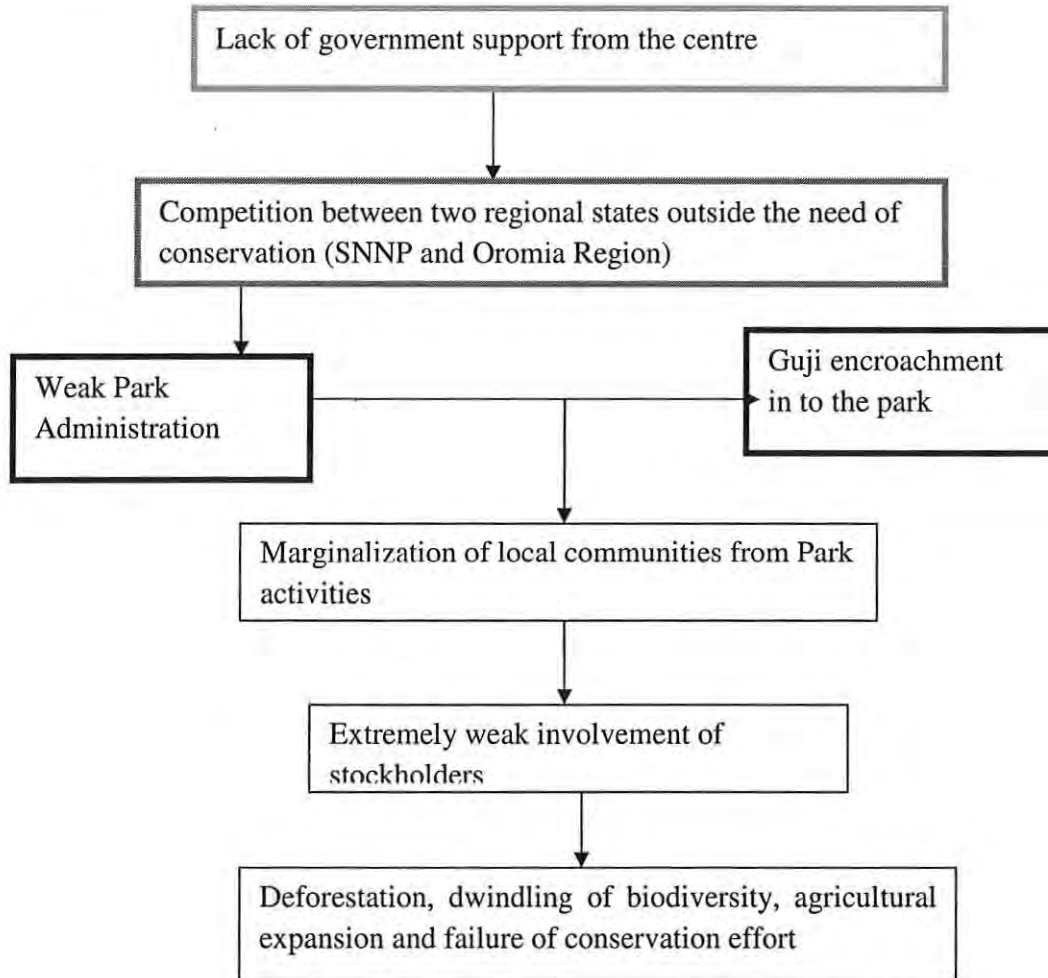 Lack of government support from the centre
Competition between two regional states outside the need of
conservation (SNNP and Oromia Region)
Weak Park
Administration
Guji encroachment
in to the park
Marginalization of local communities from Park
activities
Extremely weak involvement of
stockholders
Deforestation, dwindling of biodiversity, agricultural
expansion and failure of conservation effort